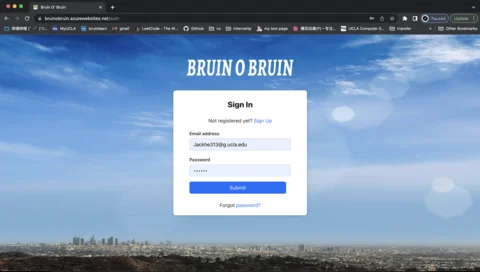 Bruin O' Bruin
bruinobruin.azurewebsites.net/auth
Paused
Update
MyUCLA
bruinlearn
gmail
LeetCode - The W...
GitHub
cs
internship
my test page
UCLA Computer S...
transfer
Other Bookmarks
BRUIN O BRUIN
Sign In
Not registered yet? Sign Up
Email address
Jackhe313@g.ucla.edu
Password
••••••
Submit
Forgot password?